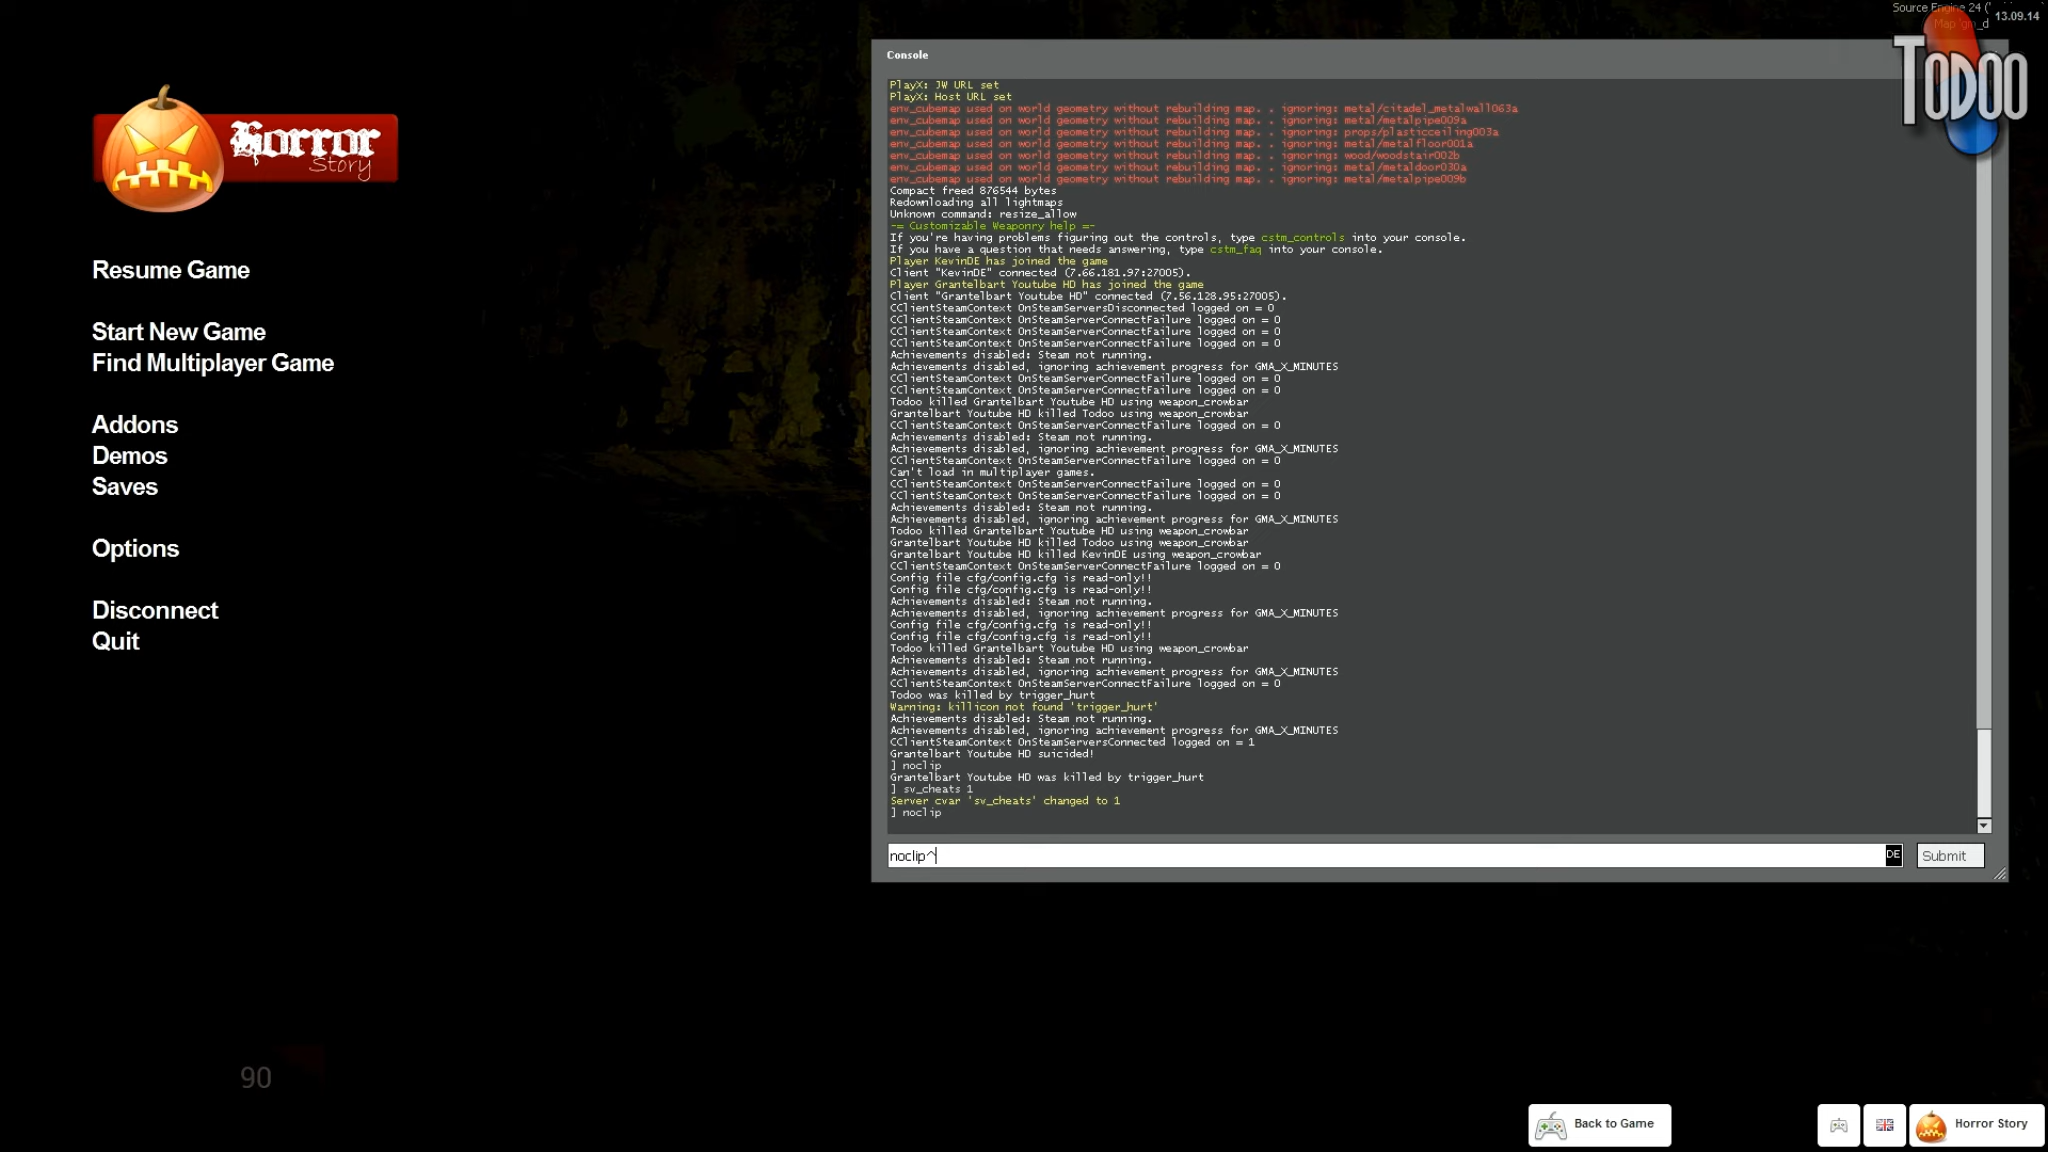 Source Engine 24 (
13.09.14
Map 'gm_d
TODOO
Horror
Story
Resume Game
Start New Game
Find Multiplayer Game
Addons
Demos
Saves
Options
Disconnect
Quit
90
Console
PlayX: JW URL set
PlayX: Host URL set
env_cubemap used on world geometry without rebuilding map. . ignoring: metal/citadel_metalwall063a
env_cubemap used on world geometry without rebuilding map. . ignoring: metal/metalpipe009a
env_cubemap used on world geometry without rebuilding map. . ignoring: props/plasticceiling003a
env_cubemap used on world geometry without rebuilding map. . ignoring: metal/metalfloor001a
env_cubemap used on world geometry without rebuilding map. . ignoring: wood/woodstair002b
env_cubemap used on world geometry without rebuilding map. . ignoring: metal/metaldoor030a
env_cubemap used on world geometry without rebuilding map. . ignoring: metal/metalpipe009b
Compact freed 876544 bytes
Redownloading all lightmaps
Unknown command: resize_allow
-= Customizable Weaponry help =-
If you're having problems figuring out the controls, type cstm_controls into your console.
If you have a question that needs answering, type cstm_faq into your console.
Player KevinDE has joined the game
Client "KevinDE" connected (7.66.181.97:27005).
Player Grantelbart Youtube HD has joined the game
Client "Grantelbart Youtube HD" connected (7.56.128.95:27005).
CClientSteamContext OnSteamServersDisconnected logged on = 0
CClientSteamContext OnSteamServerConnectFailure logged on = 0
CClientSteamContext OnSteamServerConnectFailure logged on = 0
CClientSteamContext OnSteamServerConnectFailure logged on = 0
Achievements disabled: Steam not running.
Achievements disabled, ignoring achievement progress for GMA_X_MINUTES
CClientSteamContext OnSteamServerConnectFailure logged on = 0
CClientSteamContext OnSteamServerConnectFailure logged on = 0
Todoo killed Grantelbart Youtube HD using weapon_crowbar
Grantelbart Youtube HD killed Todoo using weapon_crowbar
CClientSteamContext OnSteamServerConnectFailure logged on = 0
Achievements disabled: Steam not running.
Achievements disabled, ignoring achievement progress for GMA_X_MINUTES
CClientSteamContext OnSteamServerConnectFailure logged on = 0
Can't load in multiplayer games.
CClientSteamContext OnSteamServerConnectFailure logged on = 0
CClientSteamContext OnSteamServerConnectFailure logged on = 0
Achievements disabled: Steam not running.
Achievements disabled, ignoring achievement progress for GMA_X_MINUTES
Todoo killed Grantelbart Youtube HD using weapon_crowbar
Grantelbart Youtube HD killed Todoo using weapon_crowbar
Grantelbart Youtube HD killed KevinDE using weapon_crowbar
CClientSteamContext OnSteamServerConnectFailure logged on = 0
Config file cfg/config.cfg is read-only!!
Config file cfg/config.cfg is read-only!!
Achievements disabled: Steam not running.
Achievements disabled, ignoring achievement progress for GMA_X_MINUTES
Config file cfg/config.cfg is read-only!!
Config file cfg/config.cfg is read-only!!
Todoo killed Grantelbart Youtube HD using weapon_crowbar
Achievements disabled: Steam not running.
Achievements disabled, ignoring achievement progress for GMA_X_MINUTES
CClientSteamContext OnSteamServerConnectFailure logged on = 0
Todoo was killed by trigger_hurt
Warning: killicon not found 'trigger_hurt'
Achievements disabled: Steam not running.
Achievements disabled, ignoring achievement progress for GMA_X_MINUTES
CClientSteamContext OnSteamServersConnected logged on = 1
Grantelbart Youtube HD suicided!
] noclip
Grantelbart Youtube HD was killed by trigger_hurt
] sv_cheats 1
Server cvar 'sv_cheats' changed to 1
] noclip
noclip^
DE
Submit
Back to Game
Horror Story